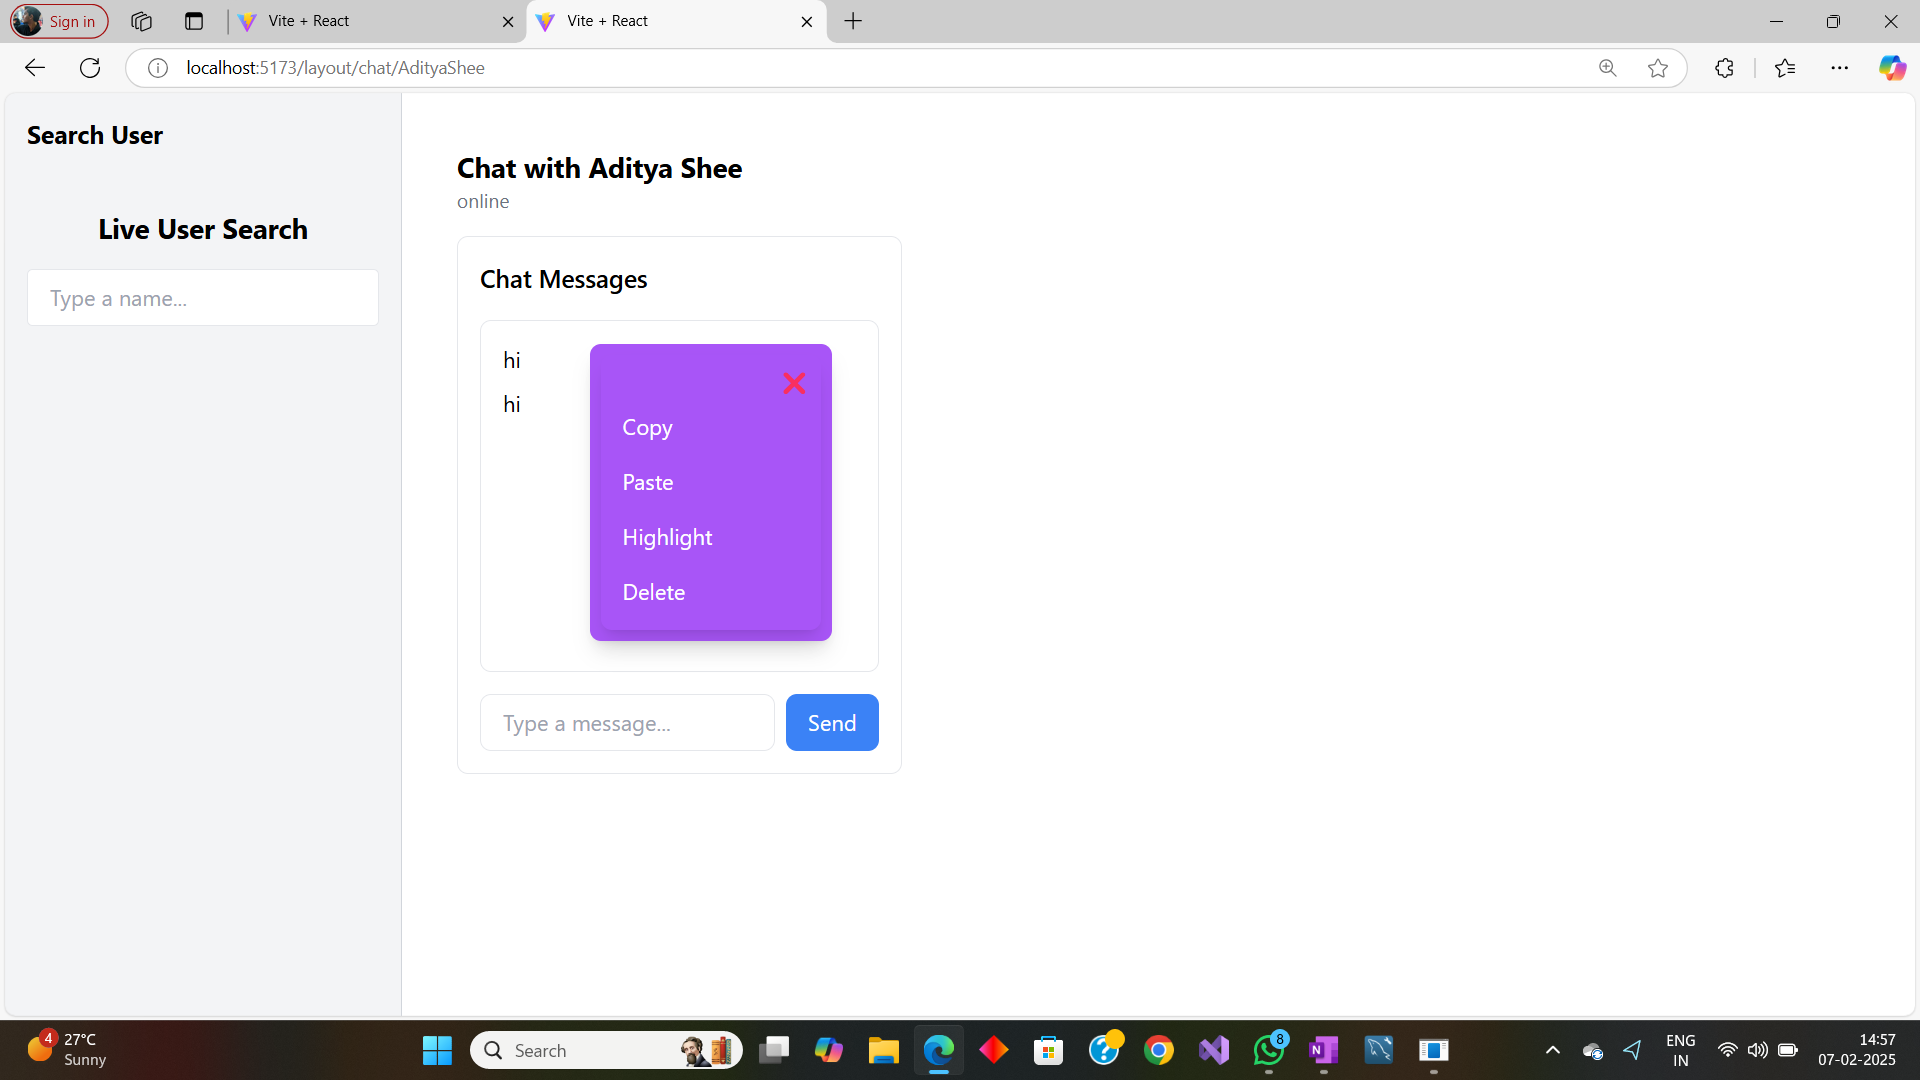 Sign in
Vite + React
Vite + React
localhost:5173/layout/chat/AdityaShee
Search User
Live User Search
Type a name...
Chat with Aditya Shee
online
Chat Messages
hi
hi
Copy
Paste
Highlight
Delete
Type a message...
Send
4
27°C
Sunny
Search
8
N
ENG
IN
14:57
07-02-2025